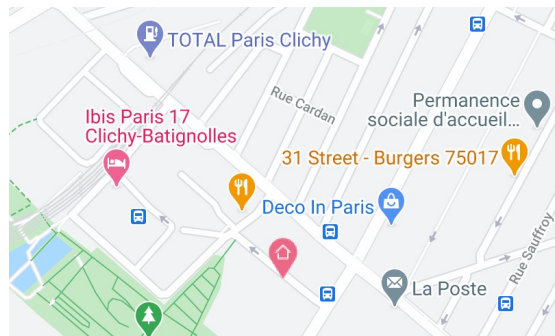 TOTAL Paris Clichy
Rue Cardan
Ibis Paris 17
Clichy-Batignolles
Permanence
sociale d'accueil...
31 Street - Burgers 75017
Deco In Paris
Rue Sauffroy
La Poste